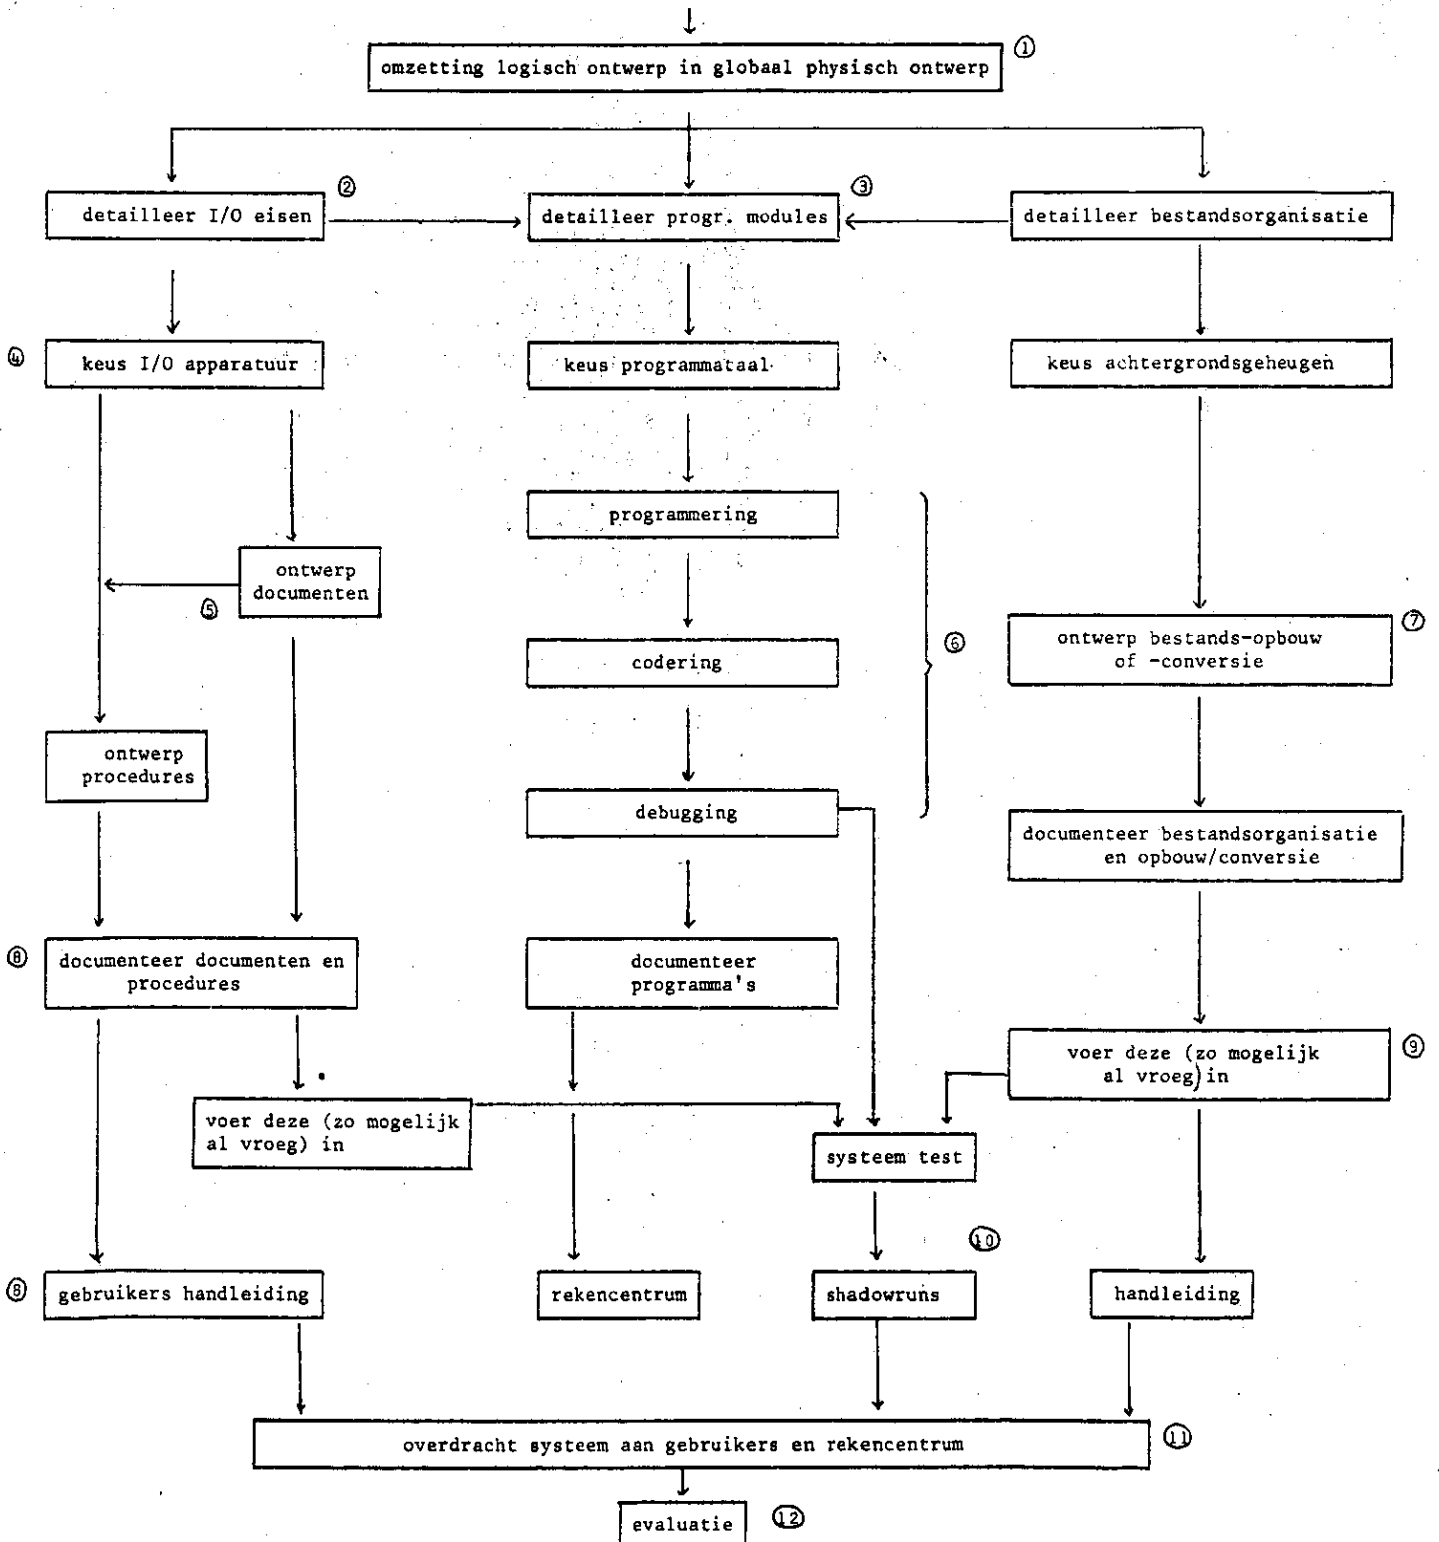 ①
omzetting logisch ontwerp in globaal physisch ontwerp
②
③
detailleer I/O eisen
detailleer progr. modules
detailleer bestandsorganisatie
④
keus I/O apparatuur
keus programmataal
keus achtergrondsgeheugen
programmering
ontwerp
documenten
⑤
⑥
⑦
codering
ontwerp bestands-opbouw
of -conversie
ontwerp
procedures
debugging
documenteer bestandsorganisatie
en opbouw/conversie
⑧
documenteer documenten en
procedures
documenteer
programma's
voer deze (zo mogelijk
al vroeg) in
⑨
voer deze (zo mogelijk
al vroeg) in
systeem test
⑩
⑧
gebruikers handleiding
rekencentrum
shadowruns
handleiding
overdracht systeem aan gebruikers en rekencentrum
⑪
evaluatie
⑫